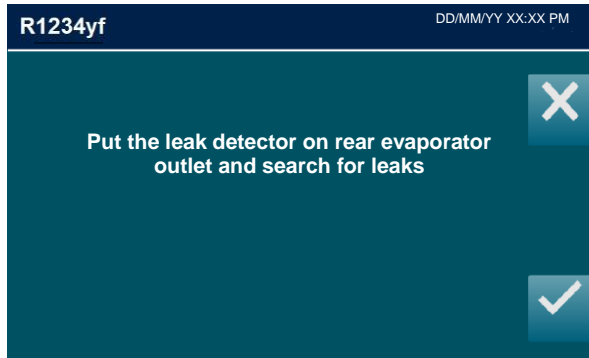 R1234yf
DD/MM/YY XX:XX PM
Put the leak detector on rear evaporator
outlet and search for leaks